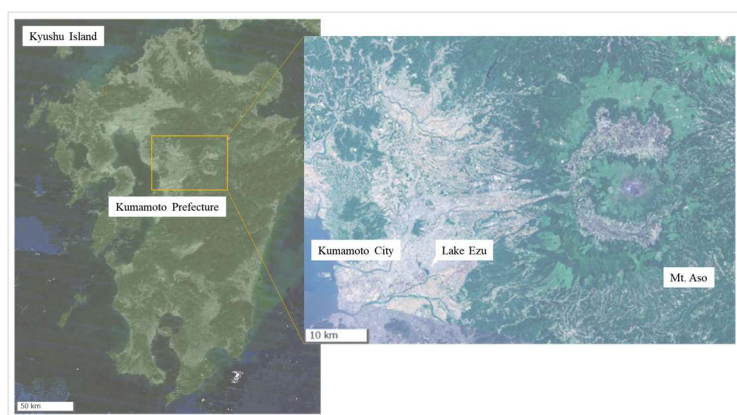 Kyushu Island
Kumamoto Prefecture
50 km
Kumamoto City
Lake Ezu
Mt. Aso
10 km